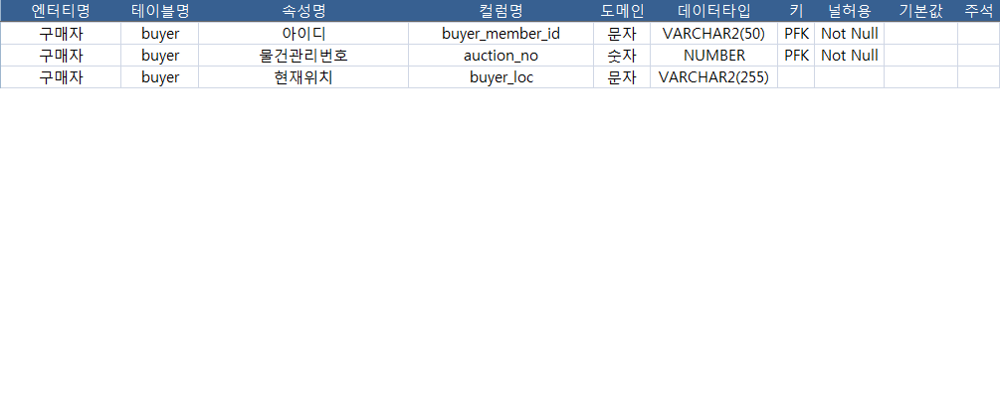 엔터티명 테이블명 속성명 컬럼명 도메인 데이터타입 키 널허용 기본값 주석
구매자 buyer 아이디 buyer_member_id 문자 VARCHAR2(50) PFK Not Null
구매자 buyer 물건관리번호 auction_no 숫자 NUMBER PFK Not Null
구매자 buyer 현재위치 buyer_loc 문자 VARCHAR2(255)